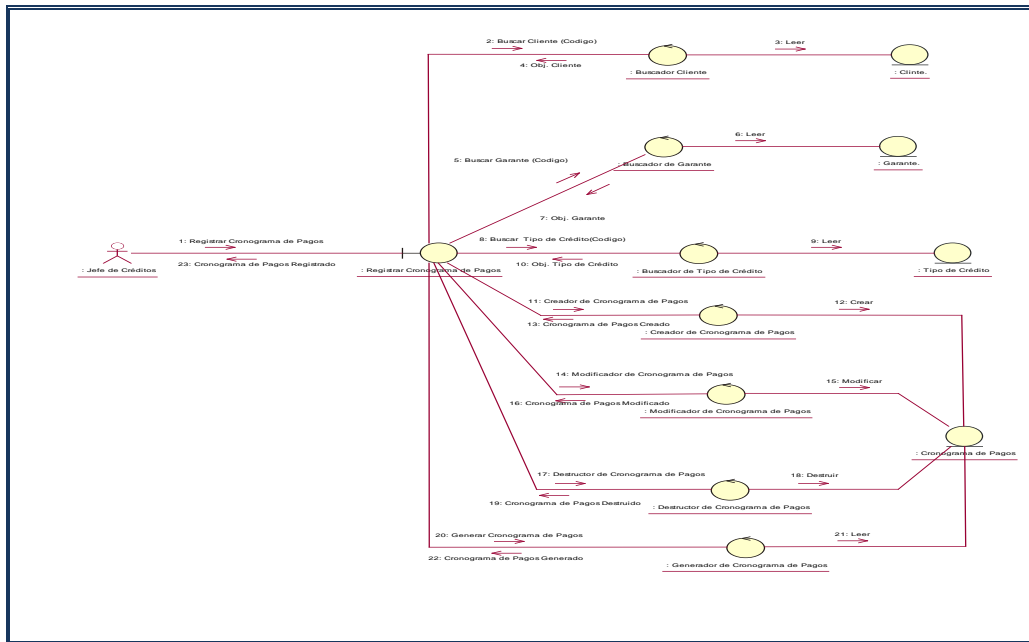 2: Buscar Cliente (Codigo)
3: Leer
4: Obj. Cliente
: Buscador Cliente
: Clinte.
6: Leer
5: Buscar Garante (Codigo)
: Buscador de Garante
: Garante.
7: Obj. Garante
1: Registrar Cronograma de Pagos
8: Buscar Tipo de Crédito(Codigo)
9: Leer
23: Cronograma de Pagos Registrado
10: Obj. Tipo de Crédito
: Jefe de Créditos
: Registrar Cronograma de Pagos
: Buscador de Tipo de Crédito
: Tipo de Crédito
11: Creador de Cronograma de Pagos
12: Crear
13: Cronograma de Pagos Creado
: Creador de Cronograma de Pagos
14: Modificador de Cronograma de Pagos
15: Modificar
16: Cronograma de Pagos Modificado
: Modificador de Cronograma de Pagos
: Cronograma de Pagos
17: Destructor de Cronograma de Pagos
18: Destruir
19: Cronograma de Pagos Destruido
: Destructor de Cronograma de Pagos
20: Generar Cronograma de Pagos
21: Leer
22: Cronograma de Pagos Generado
: Generador de Cronograma de Pagos